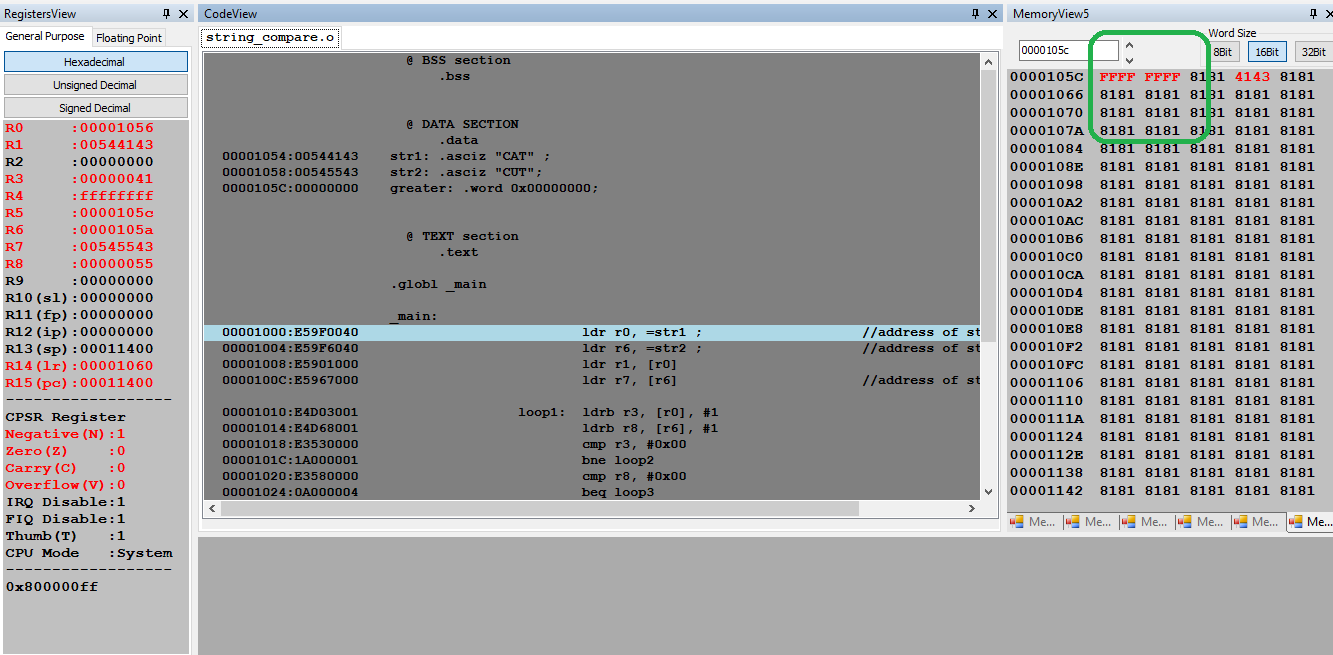 RegistersView
General Purpose Floating Point
Hexadecimal
Unsigned Decimal
Signed Decimal
R0 :00001056
R1 :00544143
R2 :00000000
R3 :00000041
R4 :ffffffff
R5 :0000105c
R6 :0000105a
R7 :00545543
R8 :00000055
R9 :00000000
R10(sl):00000000
R11(fp):00000000
R12(ip):00000000
R13(sp):00011400
R14(lr):00001060
R15(pc):00011400
------------------
CPSR Register
Negative(N):1
Zero(Z) :0
Carry(C) :0
Overflow(V):0
IRQ Disable:1
FIQ Disable:1
Thumb(T) :1
CPU Mode :System
------------------
0x800000ff
CodeView
string_compare.o
@ BSS section
.bss
@ DATA SECTION
.data
00001054:00544143 str1: .asciz "CAT" ;
00001058:00545543 str2: .asciz "CUT";
0000105C:00000000 greater: .word 0x00000000;
@ TEXT section
.text
.globl _main
_main:
00001000:E59F0040 ldr r0, =str1 ; //address of st
00001004:E59F6040 ldr r6, =str2 ; //address of st
00001008:E5901000 ldr r1, [r0]
0000100C:E5967000 ldr r7, [r6] //address of st
00001010:E4D03001 loop1: ldrb r3, [r0], #1
00001014:E4D68001 ldrb r8, [r6], #1
00001018:E3530000 cmp r3, #0x00
0000101C:1A000001 bne loop2
00001020:E3580000 cmp r8, #0x00
00001024:0A000004 beq loop3
MemoryView5
Word Size
0000105c 8Bit 16Bit 32Bit
0000105C FFFF FFFF 8181 4143 8181
00001066 8181 8181 8181 8181 8181
00001070 8181 8181 8181 8181 8181
0000107A 8181 8181 8181 8181 8181
00001084 8181 8181 8181 8181 8181
0000108E 8181 8181 8181 8181 8181
00001098 8181 8181 8181 8181 8181
000010A2 8181 8181 8181 8181 8181
000010AC 8181 8181 8181 8181 8181
000010B6 8181 8181 8181 8181 8181
000010C0 8181 8181 8181 8181 8181
000010CA 8181 8181 8181 8181 8181
000010D4 8181 8181 8181 8181 8181
000010DE 8181 8181 8181 8181 8181
000010E8 8181 8181 8181 8181 8181
000010F2 8181 8181 8181 8181 8181
000010FC 8181 8181 8181 8181 8181
00001106 8181 8181 8181 8181 8181
00001110 8181 8181 8181 8181 8181
0000111A 8181 8181 8181 8181 8181
00001124 8181 8181 8181 8181 8181
0000112E 8181 8181 8181 8181 8181
00001138 8181 8181 8181 8181 8181
00001142 8181 8181 8181 8181 8181
Me... Me... Me... Me... Me... Me...